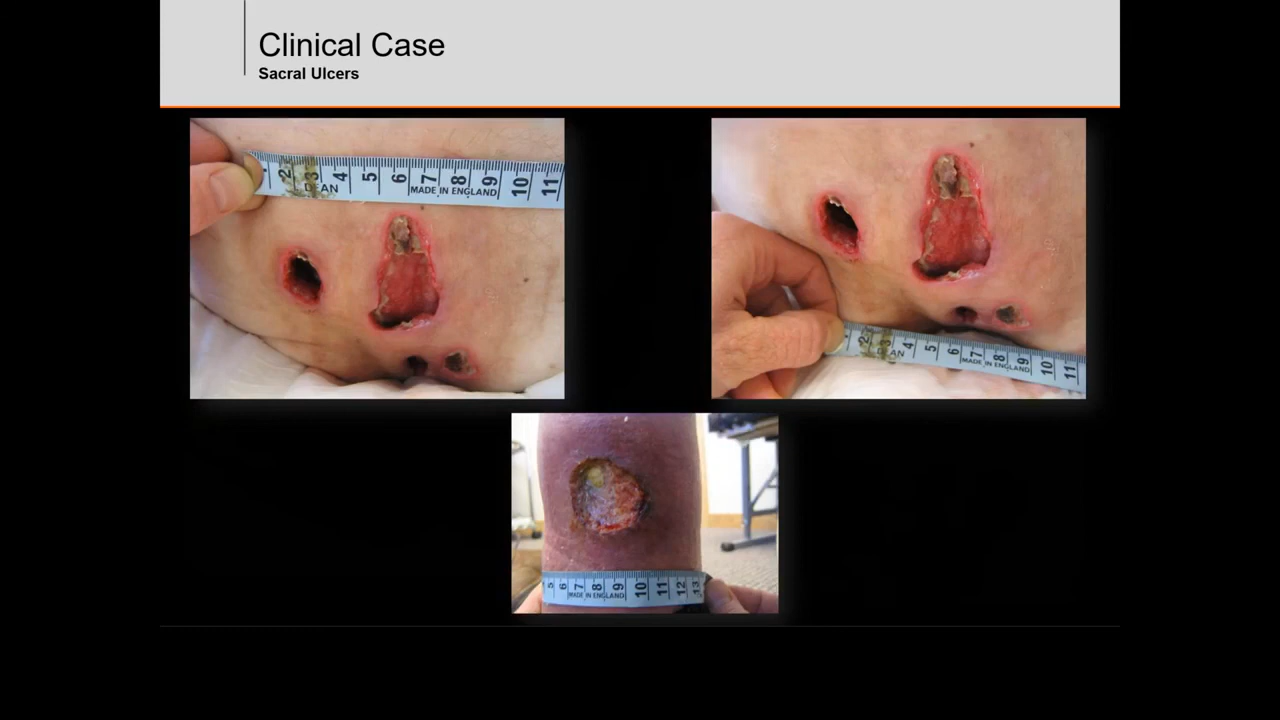 Clinical Case
Sacral Ulcers
2 3 4 5 6 7 8 9 10 11
DEAN MADE IN ENGLAND
2 3 4 5 6 7 8 9 10 11
MADE IN ENGLAND
5 6 7 8 9 10 11 12 13
MADE IN ENGLAND